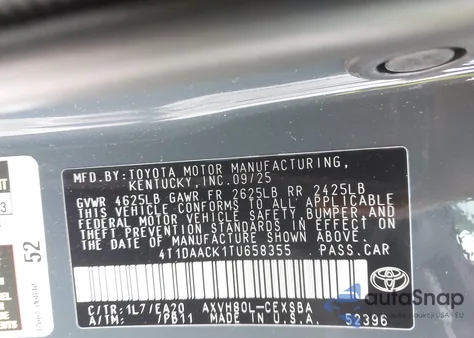 MFD.BY:TOYOTA MOTOR MANUFACTURING,
KENTUCKY, INC. 09/25
GVWR 4625LB GAWR FR 2625LB RR 2425LB
THIS VEHICLE CONFORMS TO ALL APPLICABLE
FEDERAL MOTOR VEHICLE SAFETY, BUMPER, AND
THEFT PREVENTION STANDARDS IN EFFECT ON
THE DATE OF MANUFACTURE SHOWN ABOVE.
4T1DAACK1TU658355 PASS.CAR
C/TR:1L7/EA20 AXVH80L-CEXSBA
A/TM: 7PB11 MADE IN U.S.A. 52396
TOYOTA
52
autoSnap